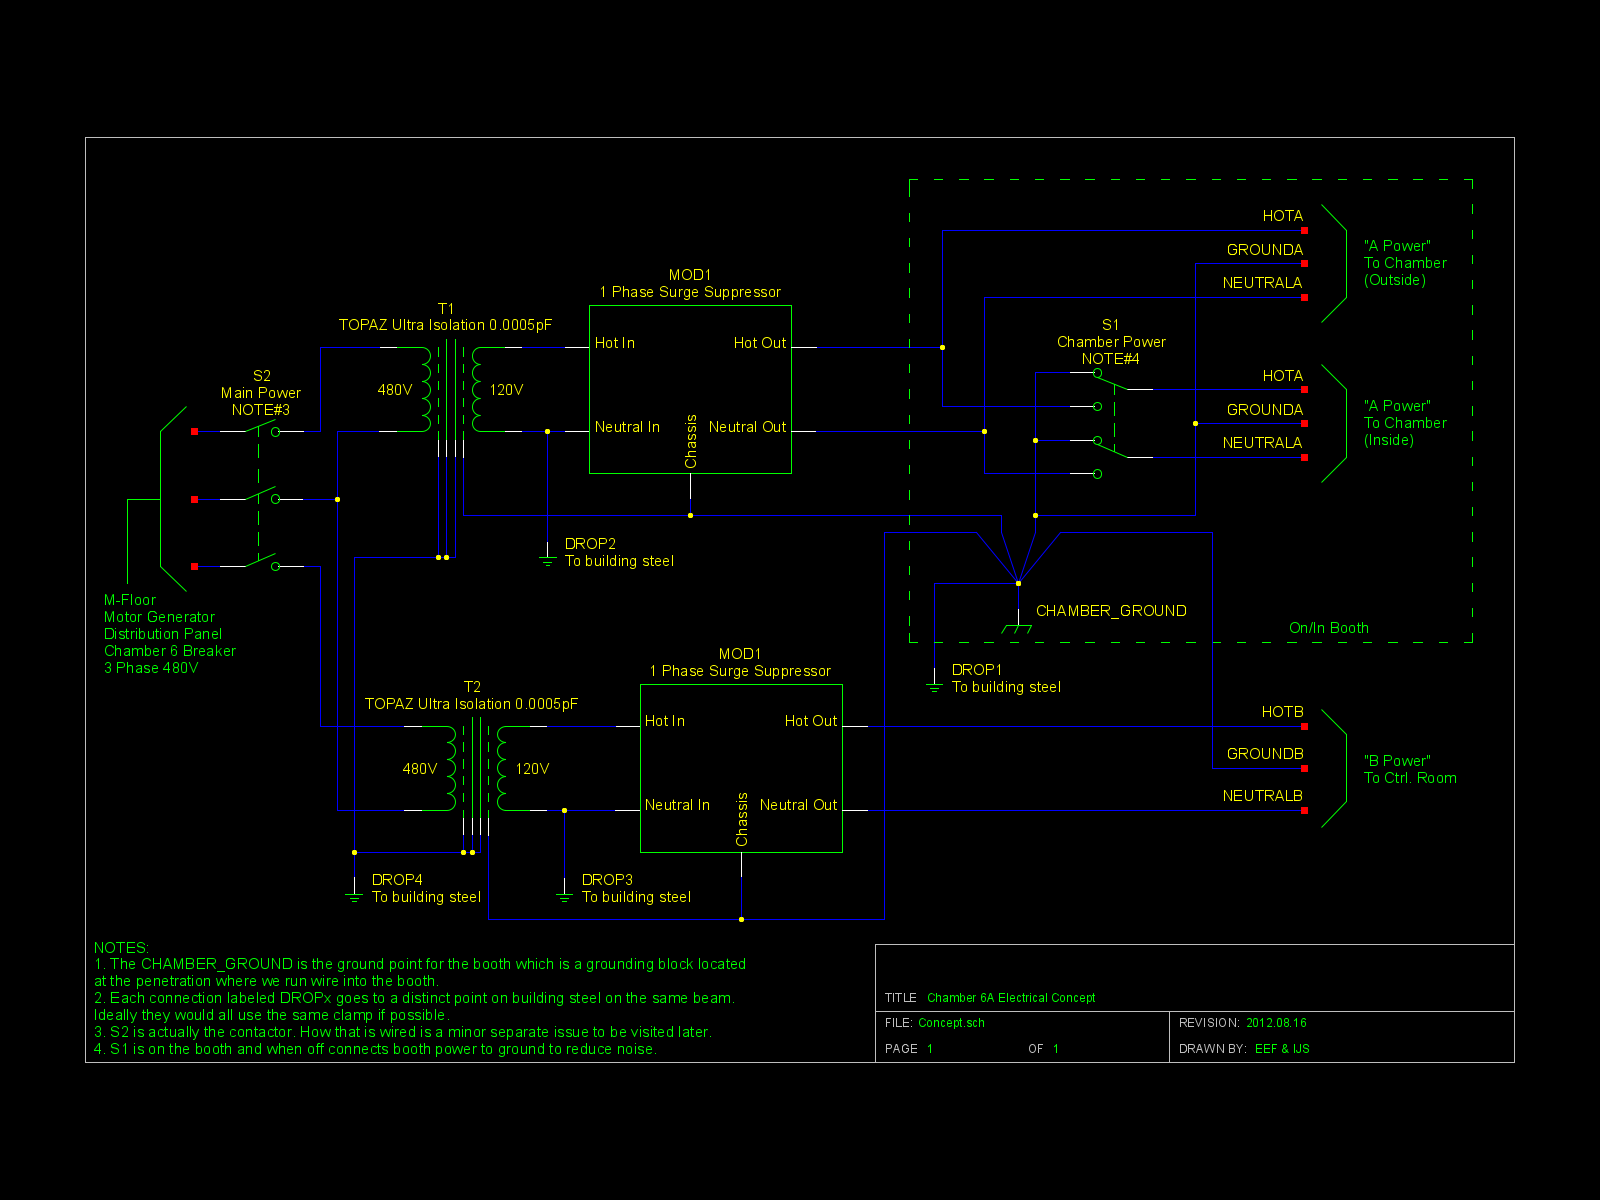 HOTA
GROUNDA
NEUTRALA
"A Power"
To Chamber
(Outside)
MOD1
1 Phase Surge Suppressor
Hot In
Hot Out
Neutral In
Neutral Out
Chassis
T1
TOPAZ Ultra Isolation 0.0005pF
480V
120V
S1
Chamber Power
NOTE#4
HOTA
GROUNDA
NEUTRALA
"A Power"
To Chamber
(Inside)
S2
Main Power
NOTE#3
DROP2
To building steel
M-Floor
Motor Generator
Distribution Panel
Chamber 6 Breaker
3 Phase 480V
CHAMBER_GROUND
On/In Booth
DROP1
To building steel
MOD1
1 Phase Surge Suppressor
Hot In
Hot Out
Neutral In
Neutral Out
Chassis
T2
TOPAZ Ultra Isolation 0.0005pF
480V
120V
HOTB
GROUNDB
NEUTRALB
"B Power"
To Ctrl. Room
DROP4
To building steel
DROP3
To building steel
NOTES:
1. The CHAMBER_GROUND is the ground point for the booth which is a grounding block located
at the penetration where we run wire into the booth.
2. Each connection labeled DROPx goes to a distinct point on building steel on the same beam.
Ideally they would all use the same clamp if possible.
3. S2 is actually the contactor. How that is wired is a minor separate issue to be visited later.
4. S1 is on the booth and when off connects booth power to ground to reduce noise.
TITLE Chamber 6A Electrical Concept
FILE: Concept.sch
REVISION: 2012.08.16
PAGE 1 OF 1
DRAWN BY: EEF & IJS